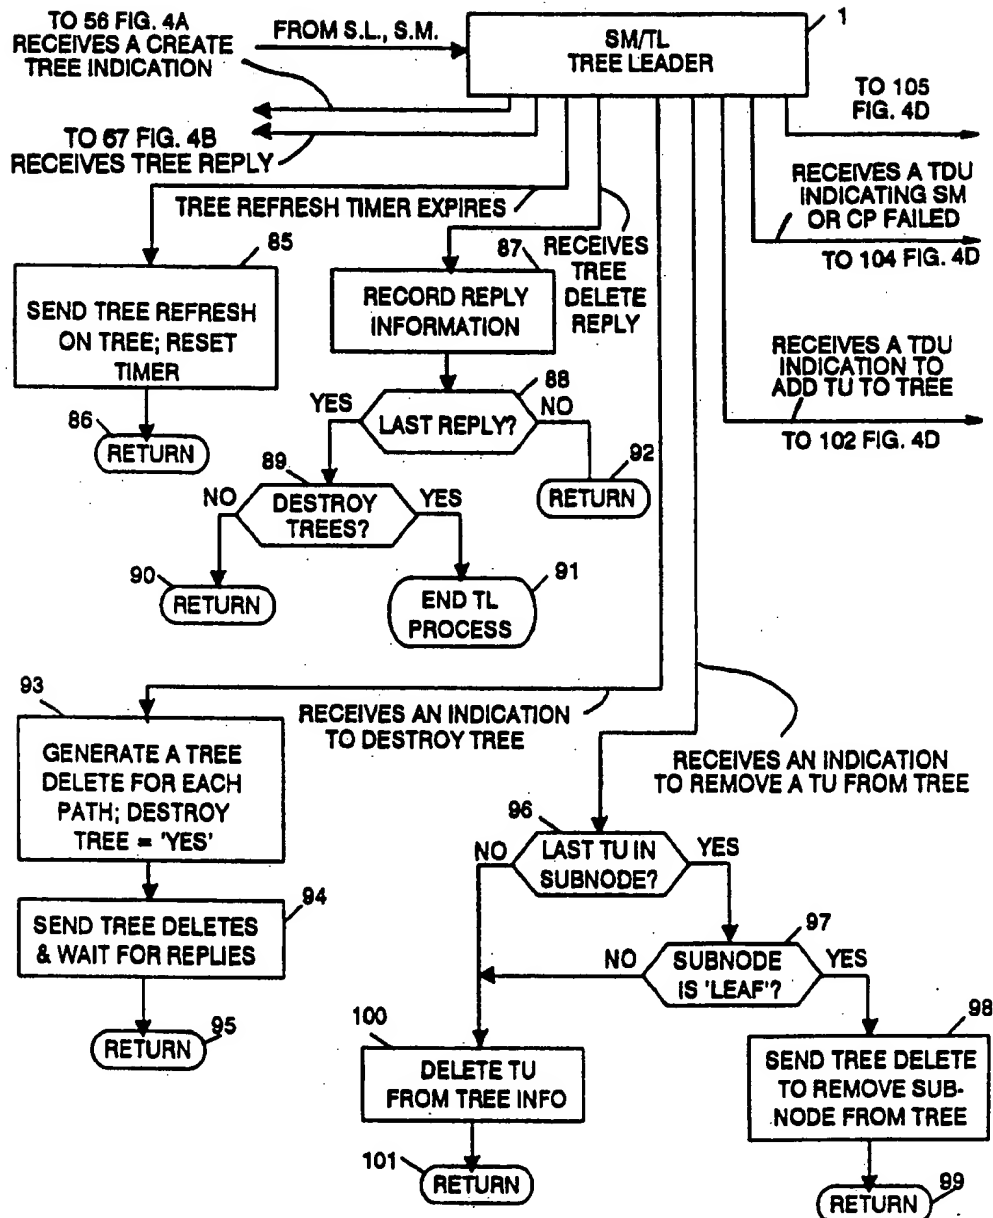 TO 56 FIG. 4A
RECEIVES A CREATE
TREE INDICATION
FROM S.L., S.M.
SM/TL
TREE LEADER
1
TO 105
FIG. 4D
TO 67 FIG. 4B
RECEIVES TREE REPLY
RECEIVES A TDU
INDICATING SM
OR CP FAILED
TO 104 FIG. 4D
TREE REFRESH TIMER EXPIRES
85
SEND TREE REFRESH
ON TREE; RESET
TIMER
86
RETURN
87
RECEIVES
TREE
DELETE
REPLY
RECORD REPLY
INFORMATION
RECEIVES A TDU
INDICATION TO
ADD TU TO TREE
TO 102 FIG. 4D
88
YES
LAST REPLY?
NO
92
RETURN
89
NO
DESTROY
TREES?
YES
90
RETURN
91
END TL
PROCESS
93
RECEIVES AN INDICATION
TO DESTROY TREE
GENERATE A TREE
DELETE FOR EACH
PATH; DESTROY
TREE = 'YES'
94
SEND TREE DELETES
& WAIT FOR REPLIES
RETURN
95
RECEIVES AN INDICATION
TO REMOVE A TU FROM TREE
96
NO
LAST TU IN
SUBNODE?
YES
97
NO
SUBNODE
IS 'LEAF'?
YES
98
SEND TREE DELETE
TO REMOVE SUB-
NODE FROM TREE
RETURN
99
100
DELETE TU
FROM TREE INFO
101
RETURN